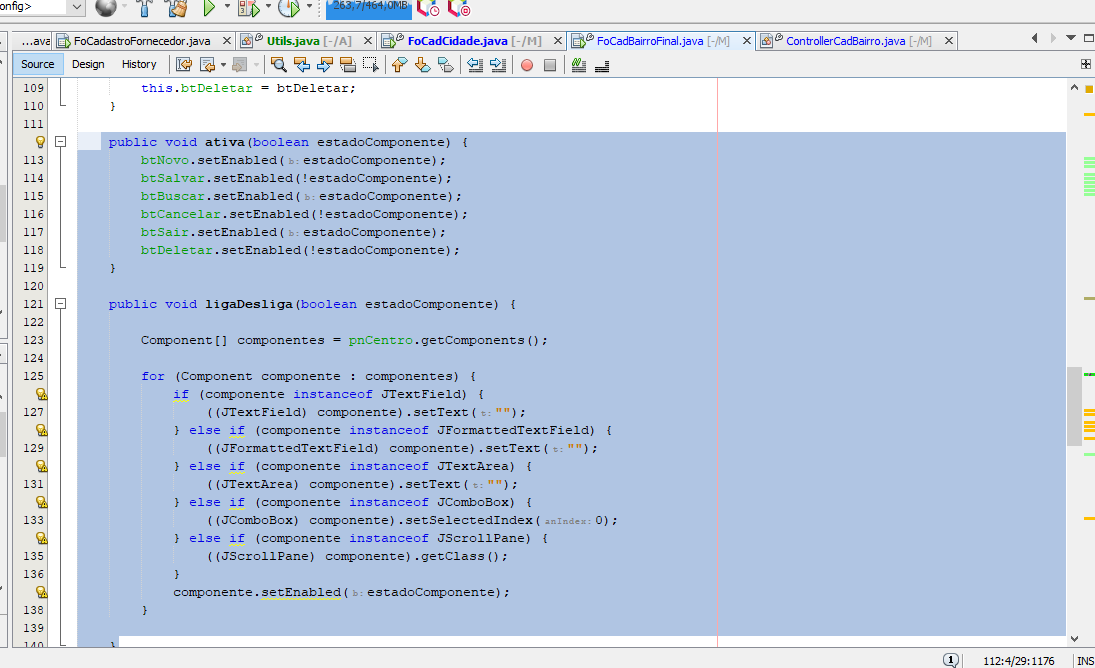 onfig>
263,7/464,0MB
...ava FoCadastroFornecedor.java Utils.java [-/A] FoCadCidade.java [-/M] FoCadBairroFinal.java [-/M] ControllerCadBairro.java [-/M]
Source Design History
109 this.btDeletar = btDeletar;
110 }
111
public void ativa(boolean estadoComponente) {
113 btNovo.setEnabled( b: estadoComponente);
114 btSalvar.setEnabled(!estadoComponente);
115 btBuscar.setEnabled( b: estadoComponente);
116 btCancelar.setEnabled(!estadoComponente);
117 btSair.setEnabled( b: estadoComponente);
118 btDeletar.setEnabled(!estadoComponente);
119 }
120
121 public void ligaDesliga(boolean estadoComponente) {
122
123 Component[] componentes = pnCentro.getComponents();
124
125 for (Component componente : componentes) {
if (componente instanceof JTextField) {
127 ((JTextField) componente).setText( t: "");
} else if (componente instanceof JFormattedTextField) {
129 ((JFormattedTextField) componente).setText( t: "");
} else if (componente instanceof JTextArea) {
131 ((JTextArea) componente).setText( t: "");
} else if (componente instanceof JComboBox) {
133 ((JComboBox) componente).setSelectedIndex( anIndex: 0);
} else if (componente instanceof JScrollPane) {
135 ((JScrollPane) componente).getClass();
136 }
componente.setEnabled( b: estadoComponente);
138 }
139
140 }
1 112:4/29:1176 INS